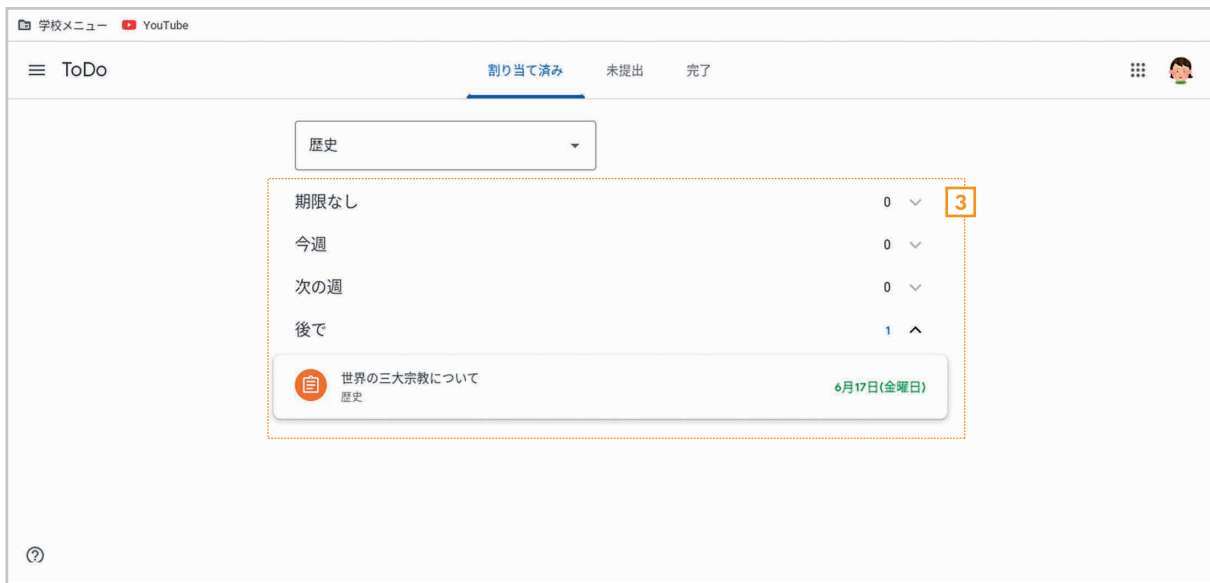 学校メニュー YouTube
ToDo 割り当て済み 未提出 完了
歴史
期限なし 0 3
今週 0
次の週 0
後で 1
世界の三大宗教について
歴史 6月17日(金曜日)